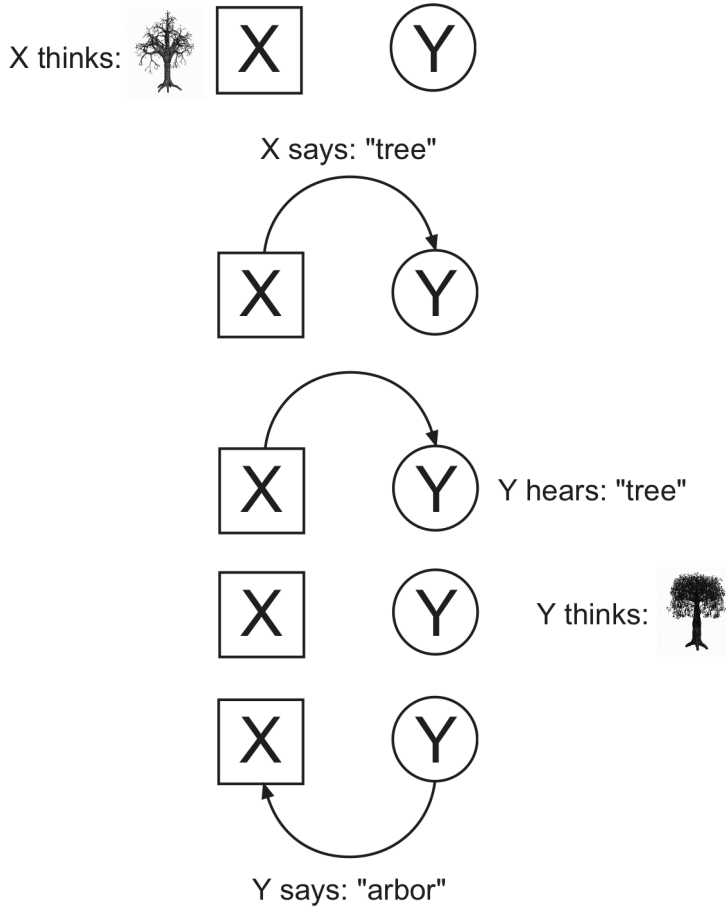 X thinks: X Y
X says: "tree"
X Y
X Y Y hears: "tree"
X Y Y thinks:
X Y
Y says: "arbor"